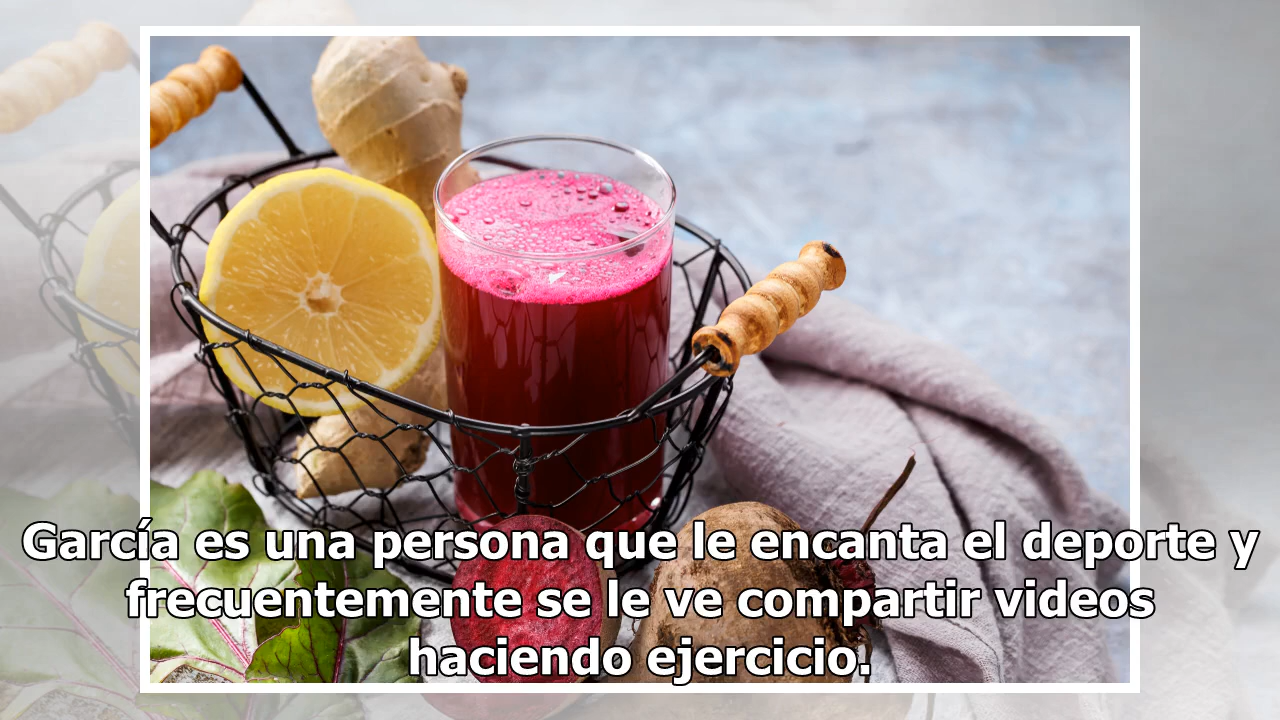 García es una persona que le encanta el deporte y
frecuentemente se le ve compartir videos
haciendo ejercicio.